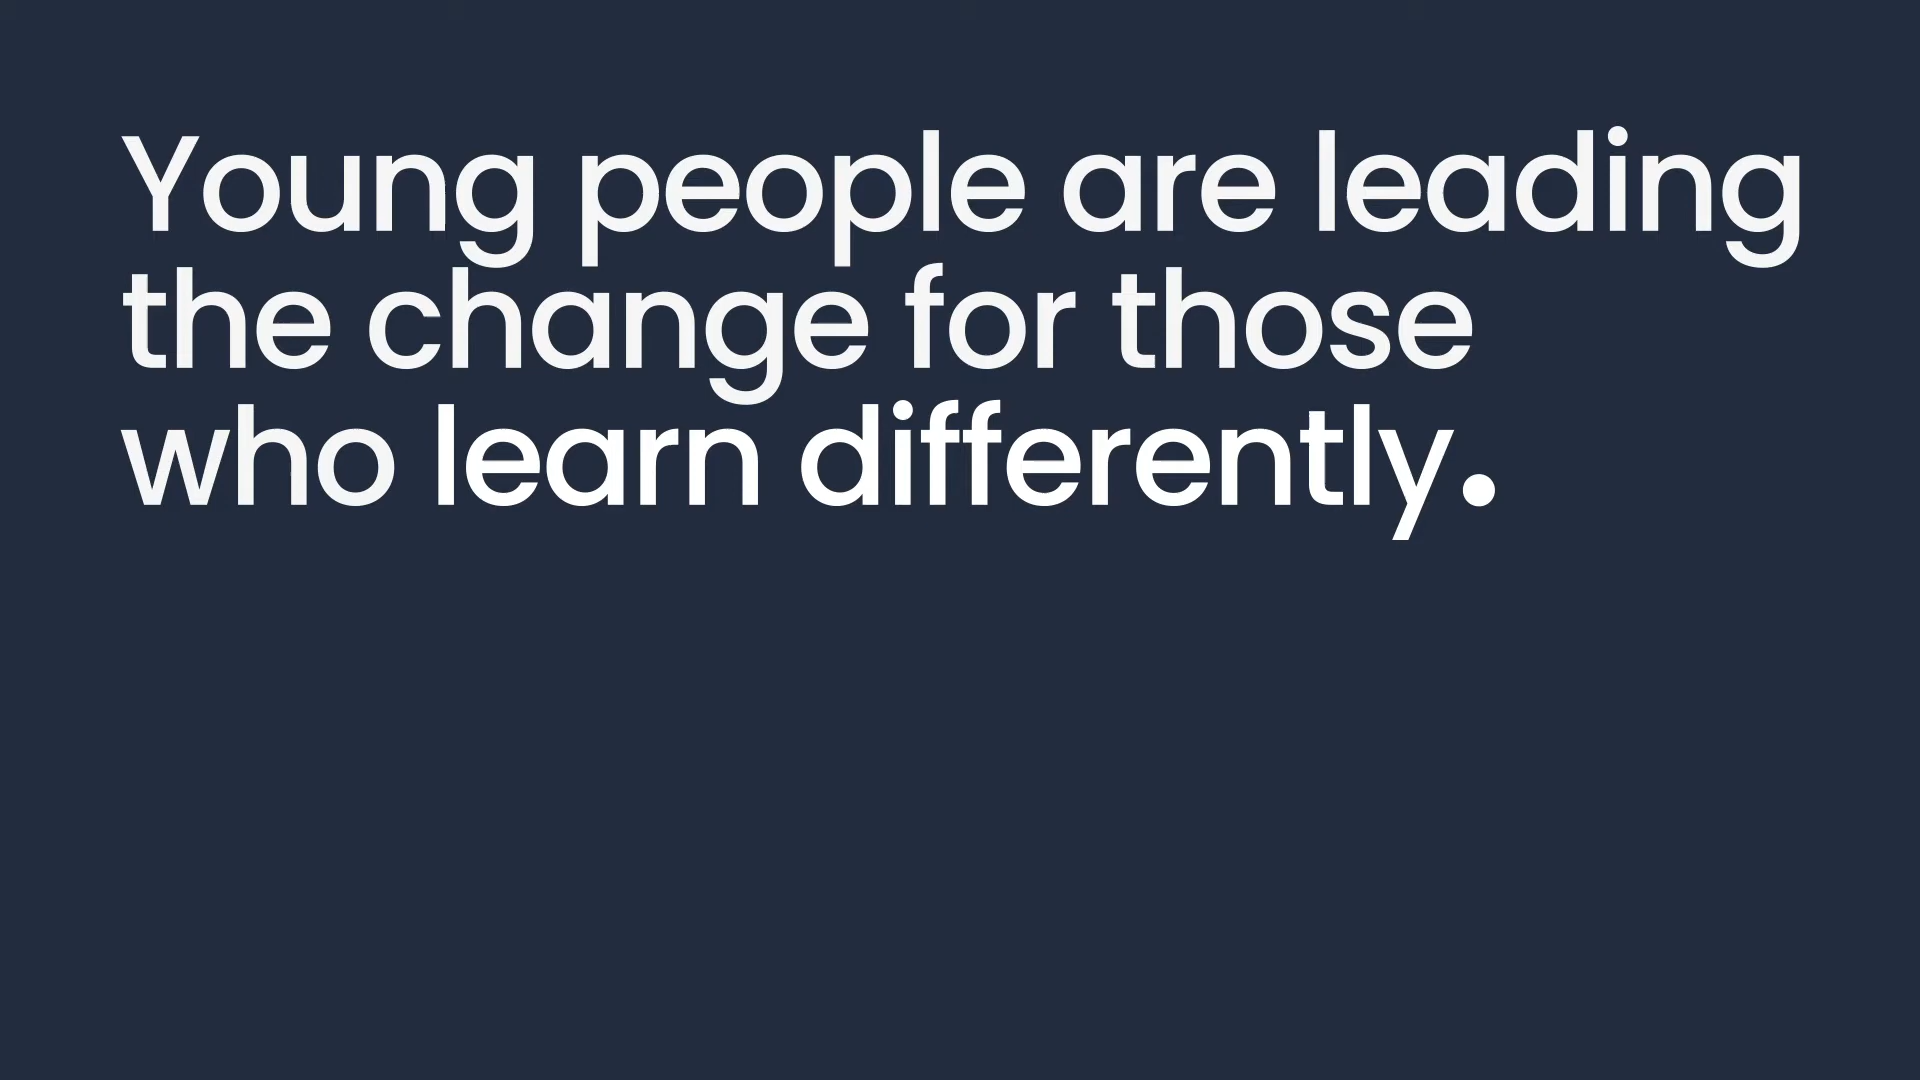 Young people are leading
the change for those
who learn differently.